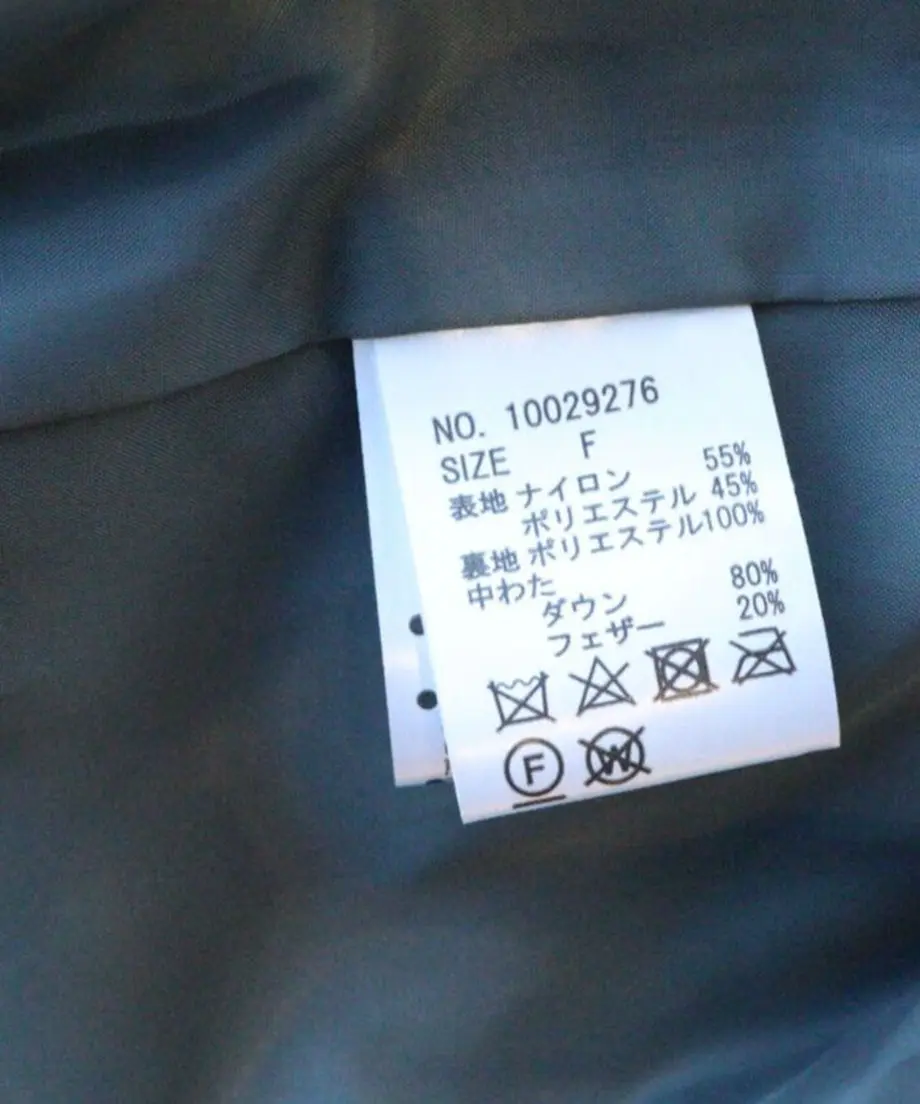 NO. 10029276
SIZE F
表地 ナイロン 55%
ポリエステル 45%
裏地 ポリエステル100%
中わた
ダウン 80%
フェザー 20%
F
W